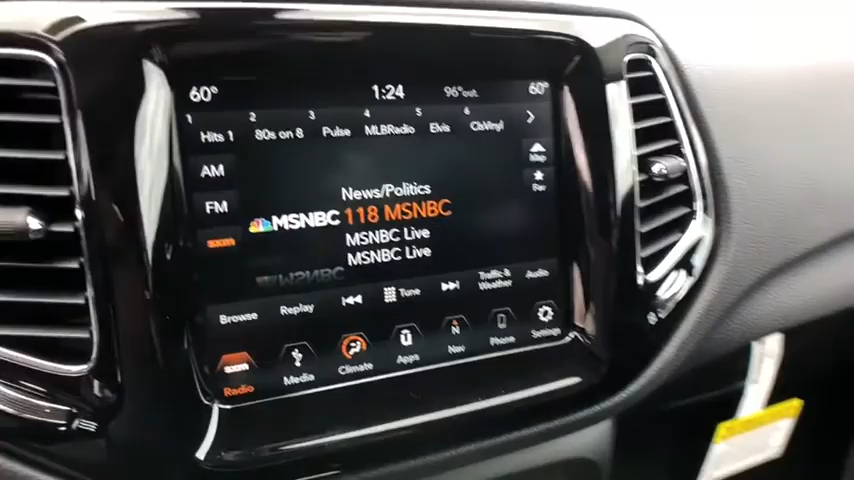 60° 1:24 96°out 60°
1 2 3 4 5 6
Hits 1 80s on 8 Pulse MLBRadio Elvis ClsVinyl
AM
Map
FM
Fav
sxm
News/Politics
MSNBC 118 MSNBC
MSNBC Live
MSNBC Live
MSNBC
Browse Replay Tune Traffic & Weather Audio
sxm
Radio Media Climate Apps Nav Phone Settings
U
N